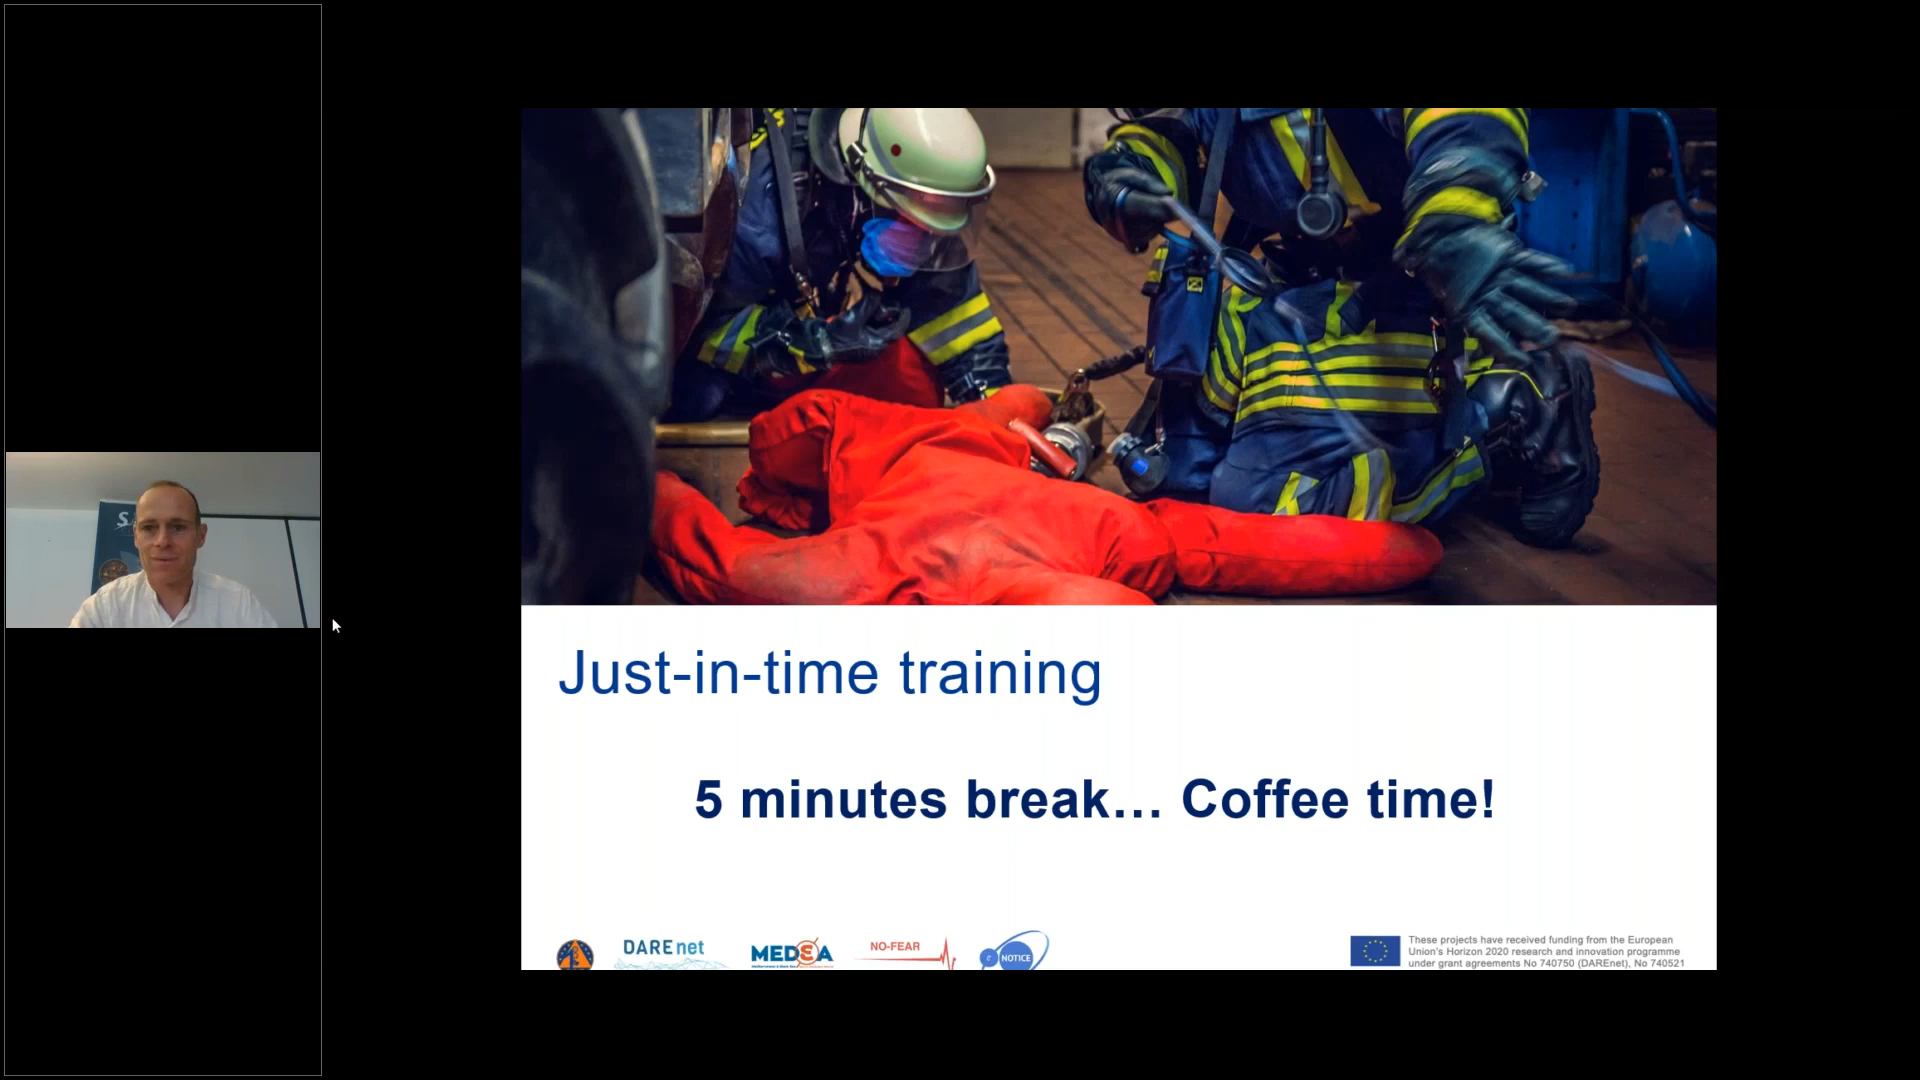 Just-in-time training
5 minutes break... Coffee time!
DAREnet
MEDEA
NO-FEAR
NOTICE
These projects have received funding from the European
Union's Horizon 2020 research and innovation programme
under grant agreements No 740750 (DAREnet), No 740521